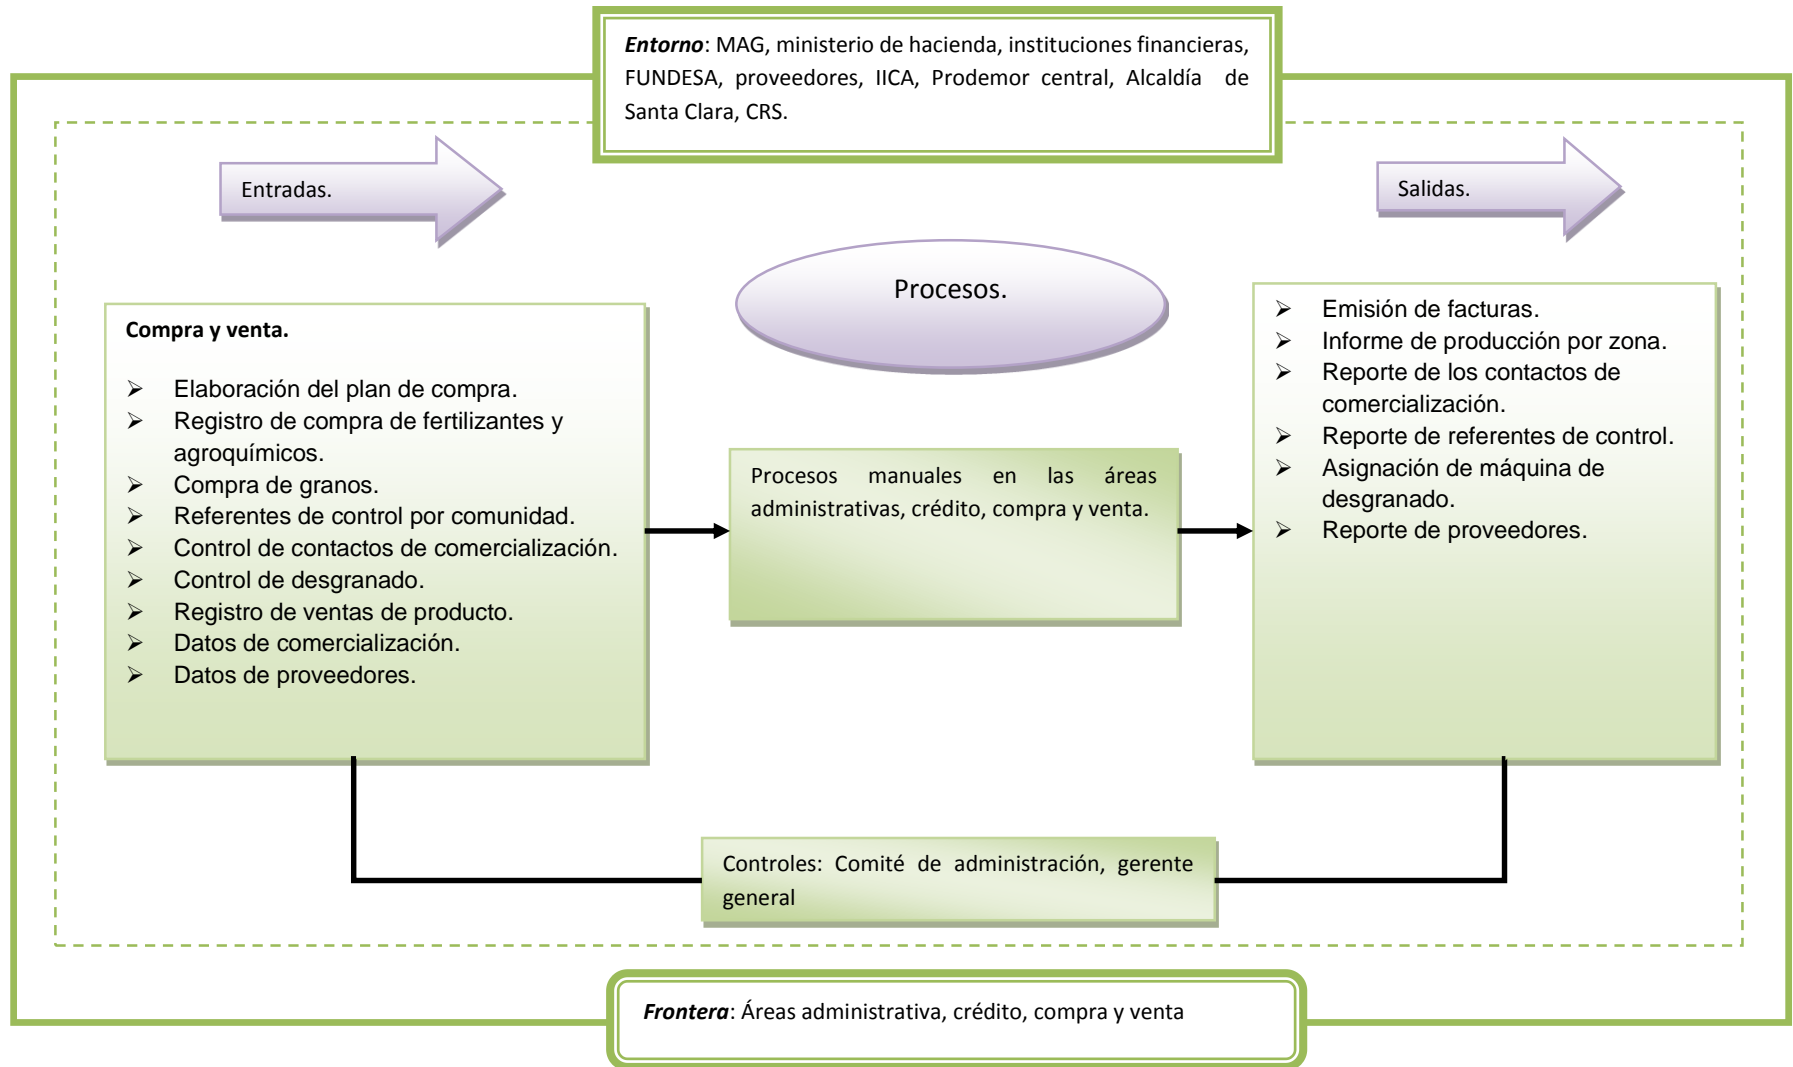 Entorno: MAG, ministerio de hacienda, instituciones financieras,
FUNDESA, proveedores, IICA, Prodemor central, Alcaldía de
Santa Clara, CRS.
Entradas.
Salidas.
Procesos.
Compra y venta.
➢ Elaboración del plan de compra.
➢ Registro de compra de fertilizantes y
agroquímicos.
➢ Compra de granos.
➢ Referentes de control por comunidad.
➢ Control de contactos de comercialización.
➢ Control de desgranado.
➢ Registro de ventas de producto.
➢ Datos de comercialización.
➢ Datos de proveedores.
Procesos manuales en las áreas
administrativas, crédito, compra y venta.
➢ Emisión de facturas.
➢ Informe de producción por zona.
➢ Reporte de los contactos de
comercialización.
➢ Reporte de referentes de control.
➢ Asignación de máquina de
desgranado.
➢ Reporte de proveedores.
Controles: Comité de administración, gerente
general
Frontera: Áreas administrativa, crédito, compra y venta